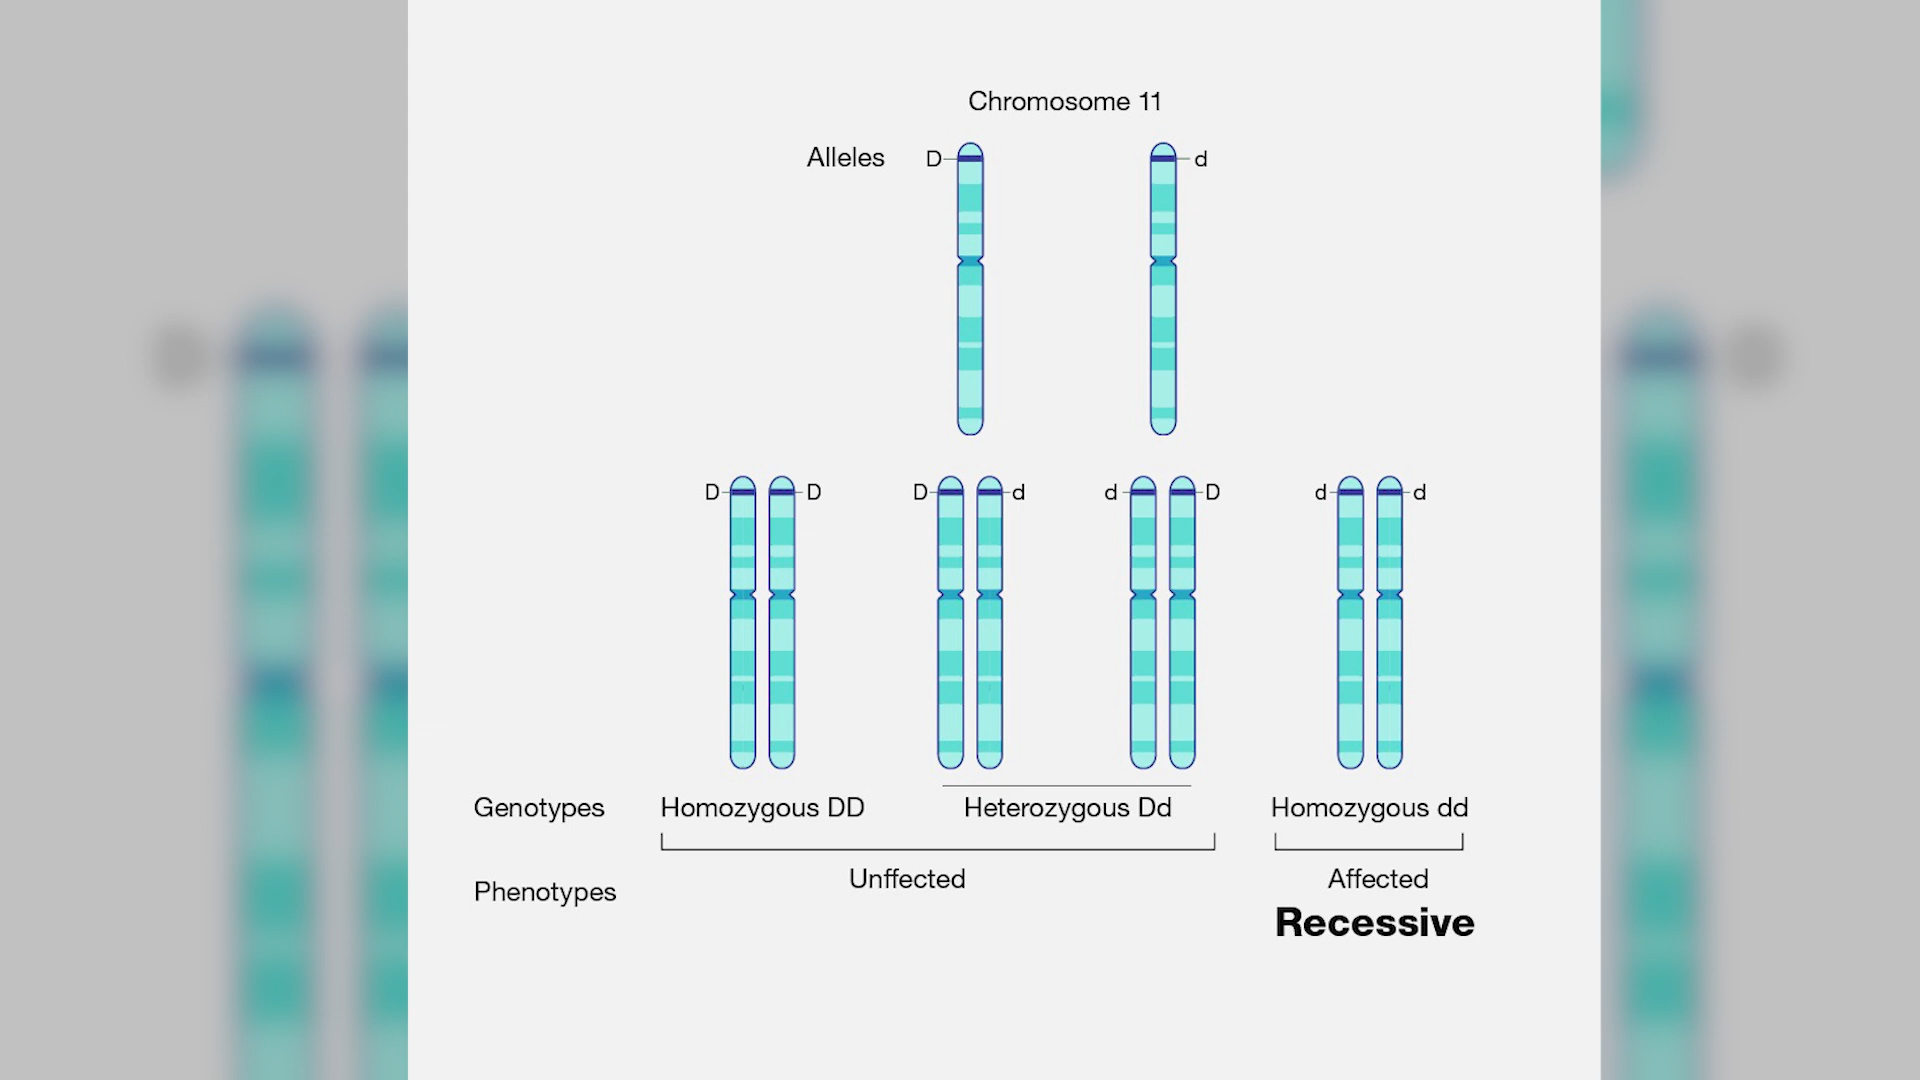 Chromosome 11
Alleles D d
D D D d d D d d
Genotypes Homozygous DD Heterozygous Dd Homozygous dd
Phenotypes Unffected Affected
Recessive